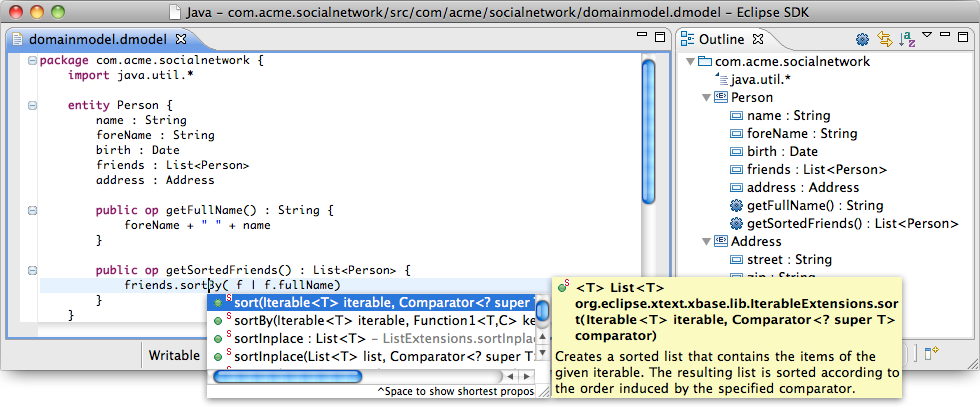 Java - com.acme.socialnetwork/src/com/acme/socialnetwork/domainmodel.dmodel - Eclipse SDK
domainmodel.dmodel
package com.acme.socialnetwork {
import java.util.*
entity Person {
name : String
foreName : String
birth : Date
friends : List<Person>
address : Address
public op getFullName() : String {
foreName + " " + name
}
public op getSortedFriends() : List<Person> {
friends.sortBy( f | f.fullName)
}
}
sort(Iterable<T> iterable, Comparator<? super
sortBy(Iterable<T> iterable, Function1<T,C> ke
sortInplace : List<T> – ListExtensions.sortInplac
sortInplace(List<T> list, Comparator<? super T
^Space to show shortest propos
Writable
Outline
com.acme.socialnetwork
java.util.*
Person
name : String
foreName : String
birth : Date
friends : List<Person>
address : Address
getFullName() : String
getSortedFriends() : List<Person>
Address
street : String
zip : String
<T> List<T>
org.eclipse.xtext.xbase.lib.IterableExtensions.sor
t(Iterable<T> iterable, Comparator<? super T>
comparator)
Creates a sorted list that contains the items of the
given iterable. The resulting list is sorted according to
the order induced by the specified comparator.